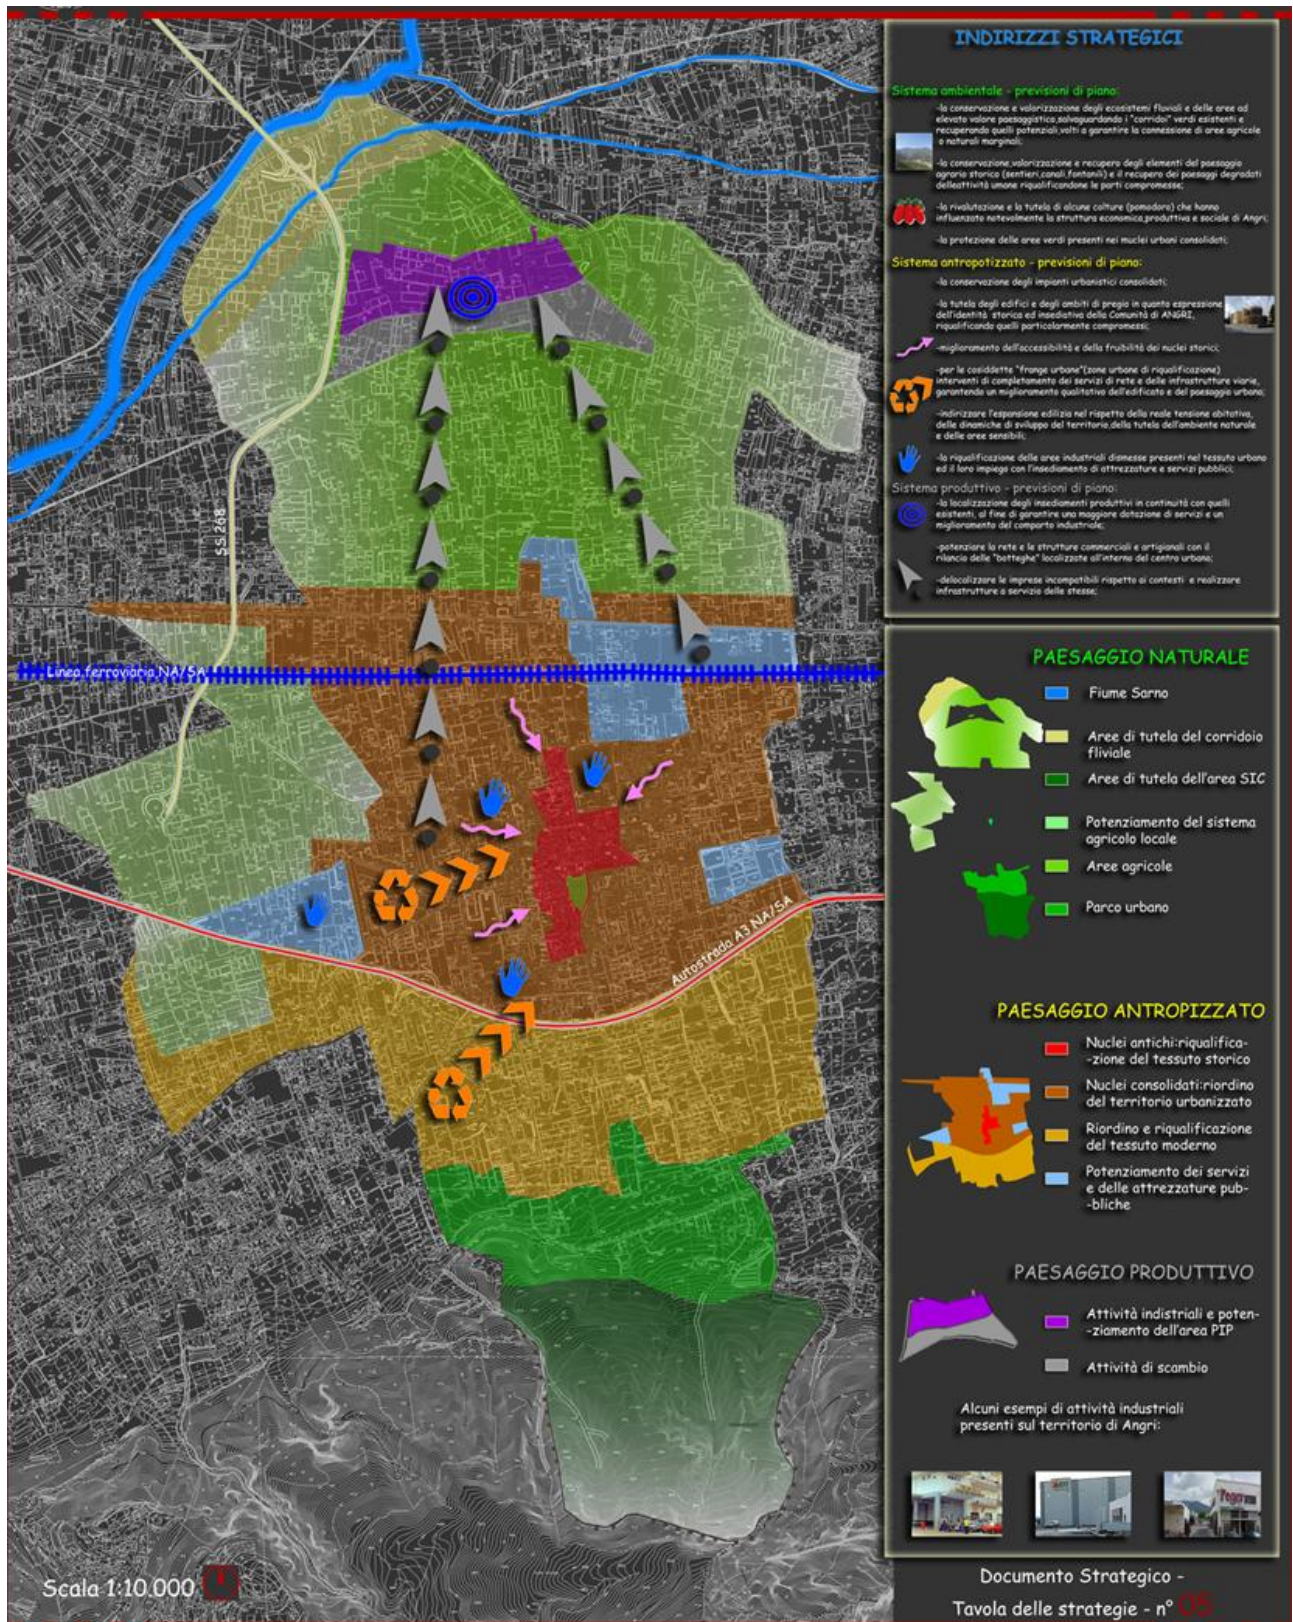 INDIRIZZI STRATEGICI
Sistema ambientale - previsioni di piano:
-la conservazione e valorizzazione degli ecosistemi fluviali e delle aree ad
elevato valore paesaggistico,salvaguardando i "corridoi" verdi esistenti e
recuperando quelli potenziali,volti a garantire la connessione di aree agricole
o naturali marginali;
-la conservazione,valorizzazione e recupero degli elementi del paesaggio
agrario storico (sentieri,canali,fontanili) e il recupero dei paesaggi degradati
delleattività umane riqualificandone le parti compromesse;
-la rivalutazione e la tutela di alcune colture (pomodoro) che hanno
influenzato notevolmente la struttura economica,produttiva e sociale di Angri;
-la protezione delle aree verdi presenti nei nuclei urbani consolidati;
Sistema antropotizzato - previsioni di piano:
-la conservazione degli impianti urbanistici consolidati;
-la tutela degli edifici e degli ambiti di pregio in quanto espressione
dell'identità storica ed insediativa della Comunità di ANGRI,
riqualificando quelli particolarmente compromessi;
-miglioramento dell'accessibilità e della fruibilità dei nuclei storici;
-per le cosiddette "frange urbane"(zone urbane di riqualificazione)
interventi di completamento dei servizi di rete e delle infrastrutture viarie,
garantendo un miglioramento qualitativo dell'edificato e del paesaggio urbano;
-indirizzare l'espansione edilizia nel rispetto della reale tensione abitativa,
delle dinamiche di sviluppo del territorio,della tutela dell'ambiente naturale
e delle aree sensibili;
-la riqualificazione delle aree industriali dismesse presenti nel tessuto urbano
ed il loro impiego con l'insediamento di attrezzature e servizi pubblici;
Sistema produttivo - previsioni di piano:
-la localizzazione degli insediamenti produttivi in continuità con quelli
esistenti, al fine di garantire una maggiore dotazione di servizi e un
miglioramento del comparto industriale;
-potenziare la rete e le strutture commerciali e artigianali con il
rilancio delle "botteghe" localizzate all'interno del centro urbano;
-delocalizzare le imprese incompatibili rispetto ai contesti e realizzare
infrastrutture a servizio delle stesse;
SS 268
Linea ferroviaria NA/SA
Autostrada A3 NA/SA
PAESAGGIO NATURALE
Fiume Sarno
Aree di tutela del corridoio
fliviale
Aree di tutela dell'area SIC
Potenziamento del sistema
agricolo locale
Aree agricole
Parco urbano
PAESAGGIO ANTROPIZZATO
Nuclei antichi:riqualifica-
-zione del tessuto storico
Nuclei consolidati:riordino
del territorio urbanizzato
Riordino e riqualificazione
del tessuto moderno
Potenziamento dei servizi
e delle attrezzature pub-
-bliche
PAESAGGIO PRODUTTIVO
Attività indistriali e poten-
-ziamento dell'area PIP
Attività di scambio
Alcuni esempi di attività industriali
presenti sul territorio di Angri:
Scala 1:10.000
Documento Strategico -
Tavola delle strategie - n° 05